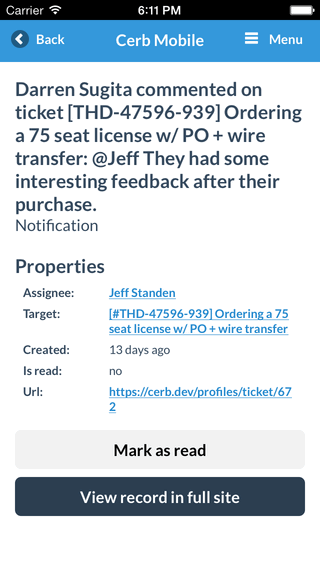 Carrier 6:11 PM
Back Cerb Mobile Menu
Darren Sugita commented on
ticket [THD-47596-939] Ordering
a 75 seat license w/ PO + wire
transfer: @Jeff They had some
interesting feedback after their
purchase.
Notification
Properties
Assignee: Jeff Standen
Target: [#THD-47596-939] Ordering a 75
seat license w/ PO + wire transfer
Created: 13 days ago
Is read: no
Url: https://cerb.dev/profiles/ticket/67
2
Mark as read
View record in full site